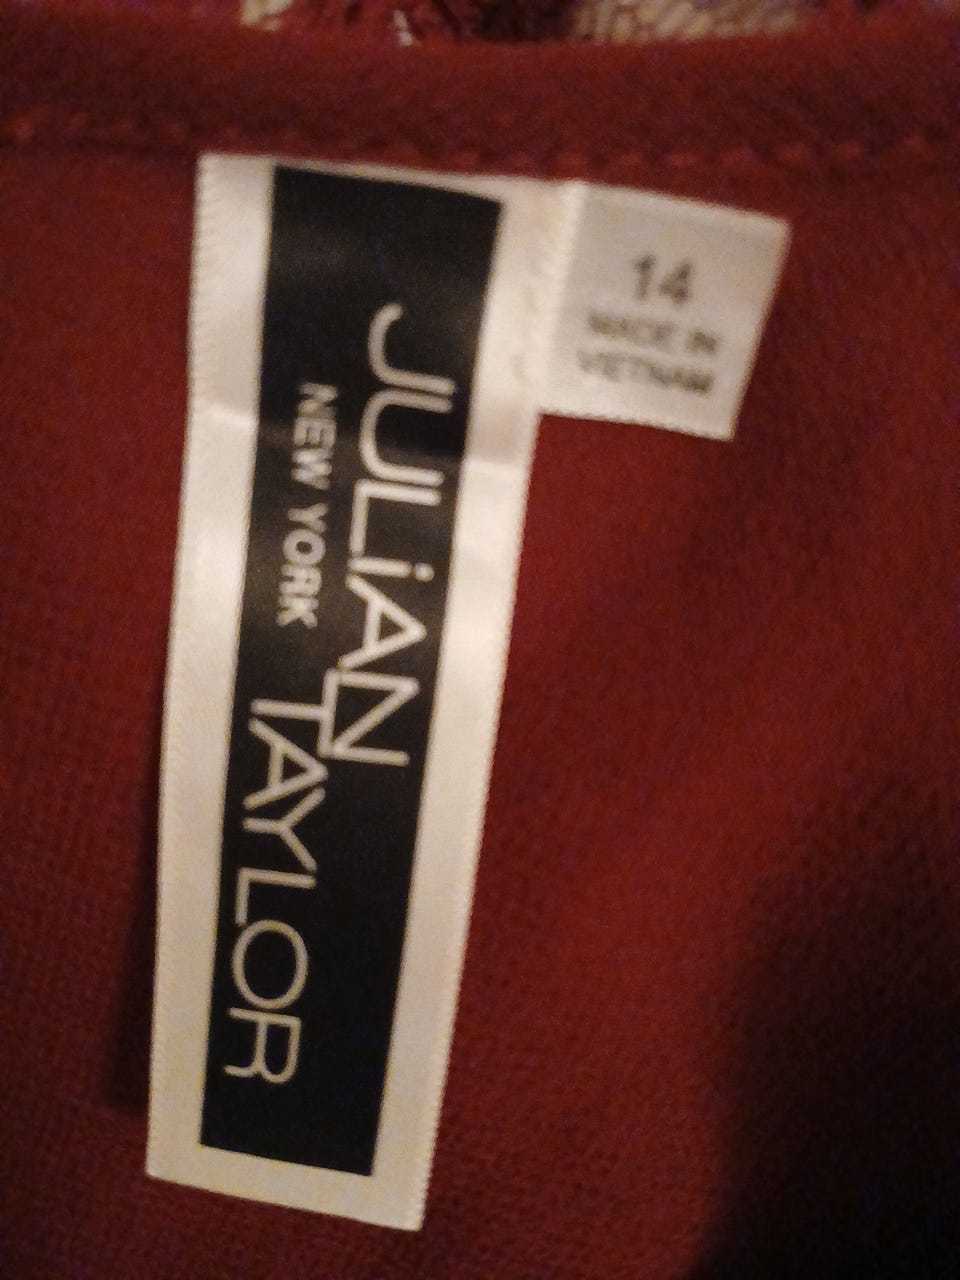 JULiAN
TAYLOR
NEW YORK
14
MADE IN
VIETNAM